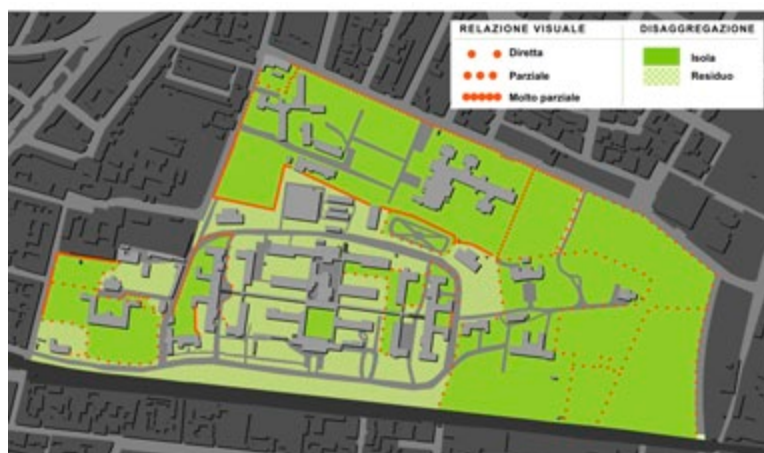 RELAZIONE VISUALE
Diretta
Parziale
Molto parziale
DISAGGREGAZIONE
Isola
Residuo